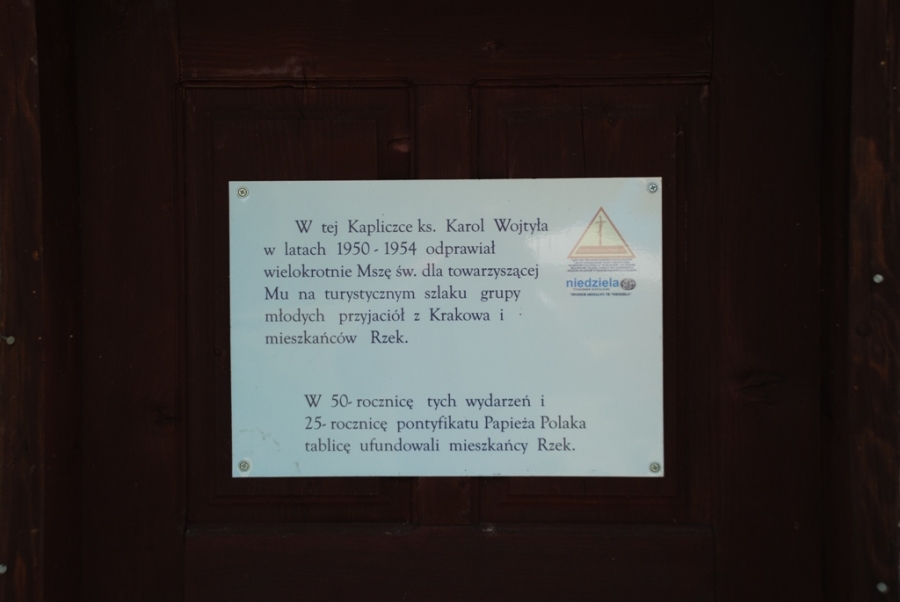 W tej Kapliczce ks. Karol Wojtyła
w latach 1950 - 1954 odprawiał
wielokrotnie Mszę św. dla towarzyszącej
Mu na turystycznym szlaku grupy
młodych przyjaciół z Krakowa i
mieszkańców Rzek.
niedziela
W 50- rocznicę tych wydarzeń i
25- rocznicę pontyfikatu Papieża Polaka
tablicę ufundowali mieszkańcy Rzek.